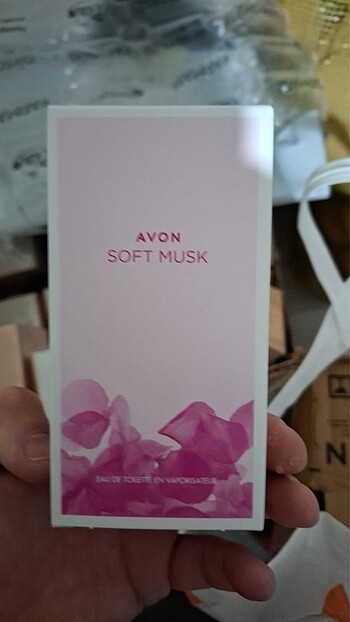 AVON
SOFT MUSK
EAU DE TOILETTE EN VAPORISATEUR
N